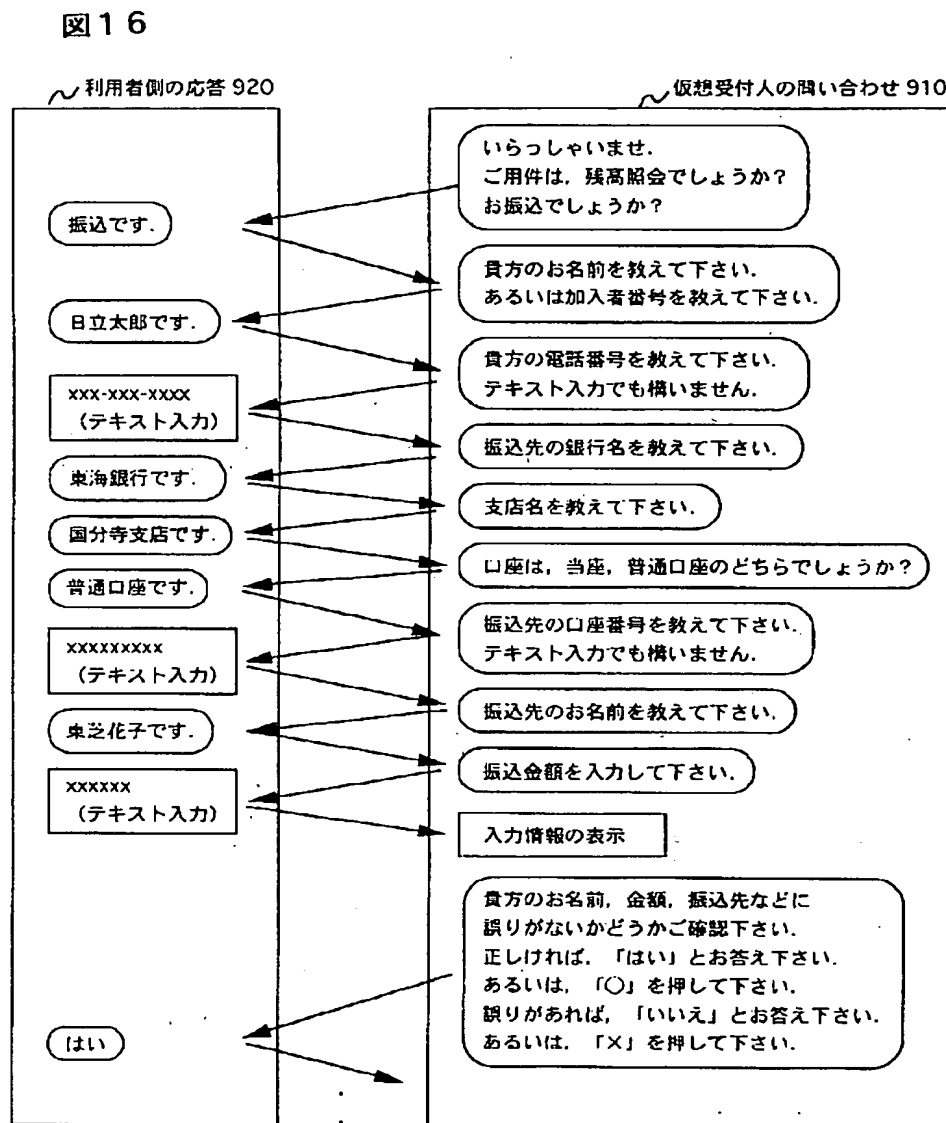 図16
利用者側の応答 920
仮想受付人の問い合わせ 910
いらっしゃいませ.
ご用件は, 残高照会でしょうか?
お振込でしょうか?
振込です.
貴方のお名前を教えて下さい.
あるいは加入者番号を教えて下さい.
日立太郎です.
貴方の電話番号を教えて下さい.
テキスト入力でも構いません.
xxx-xxx-xxxx
(テキスト入力)
振込先の銀行名を教えて下さい.
東海銀行です.
支店名を教えて下さい.
国分寺支店です.
口座は, 当座, 普通口座のどちらでしょうか?
普通口座です.
振込先の口座番号を教えて下さい.
テキスト入力でも構いません.
xxxxxxxxx
(テキスト入力)
振込先のお名前を教えて下さい.
東芝花子です.
振込金額を入力して下さい.
xxxxxx
(テキスト入力)
入力情報の表示
貴方のお名前, 金額, 振込先などに
誤りがないかどうかご確認下さい.
正しければ, 「はい」とお答え下さい.
あるいは, 「○」を押して下さい.
誤りがあれば, 「いいえ」とお答え下さい.
あるいは, 「×」を押して下さい.
はい